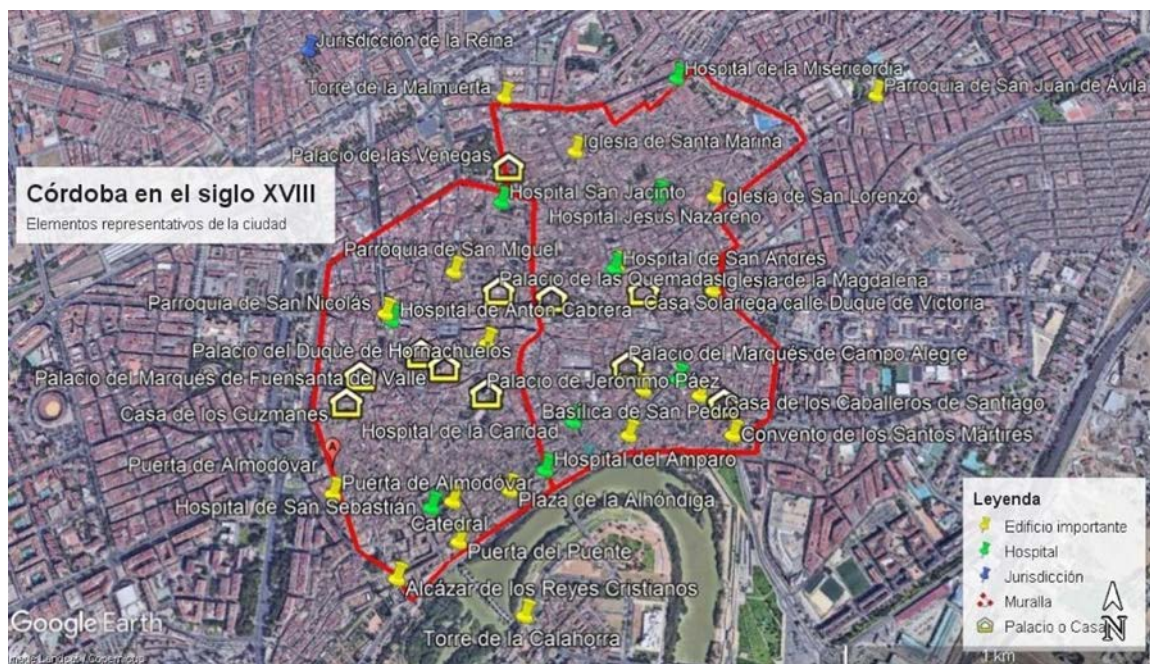 Jurisdicción de la Reina
Hospital de la Misericordia
Torre de la Malmuerta
Parroquia de San Juan de Ávila
Iglesia de Santa Marina
Palacio de las Venegas
Córdoba en el siglo XVIII
Elementos representativos de la ciudad
Hospital San Jacinto
Iglesia de San Lorenzo
Hospital Jesús Nazareno
Parroquia de San Miguel
Hospital de San Andrés
Palacio de las Quemadas
Iglesia de la Magdalena
Parroquia de San Nicolás
Hospital de Antón Cabrera
Casa Solariega calle Duque de Victoria
Palacio del Duque de Hornachuelos
Palacio del Marqués de Campo Alegre
Palacio del Marqués de Fuensanta del Valle
Palacio de Jerónimo Páez
Casa de los Guzmanes
Basílica de San Pedro
Casa de los Caballeros de Santiago
Hospital de la Caridad
Convento de los Santos Mártires
A
Puerta de Almodóvar
Hospital del Amparo
Puerta de Almodóvar
Hospital de San Sebastián
Plaza de la Alhóndiga
Catedral
Puerta del Puente
Alcázar de los Reyes Cristianos
Torre de la Calahorra
Leyenda
Edificio importante
Hospital
Jurisdicción
Muralla
Palacio o Casa
N
1 km
Google Earth
Image Landsat / Copernicus